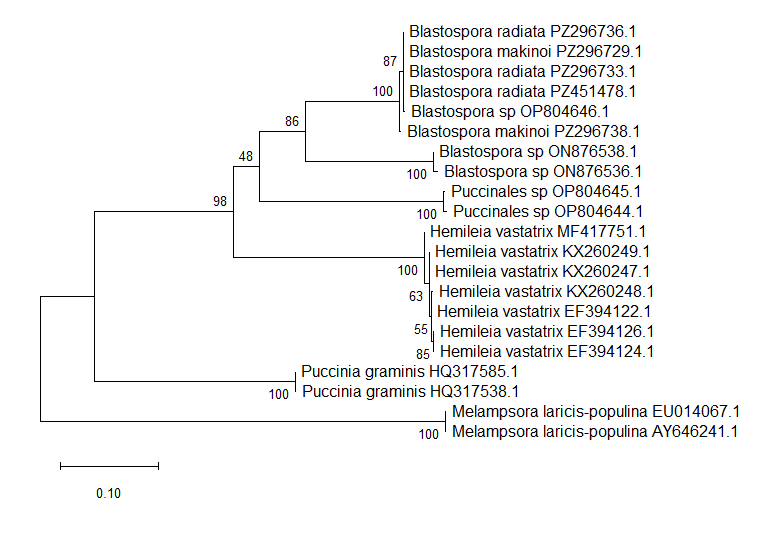 Blastospora radiata PZ296736.1
Blastospora makinoi PZ296729.1
87
Blastospora radiata PZ296733.1
100
Blastospora radiata PZ451478.1
Blastospora sp OP804646.1
86
Blastospora makinoi PZ296738.1
48
Blastospora sp ON876538.1
100
Blastospora sp ON876536.1
98
Puccinales sp OP804645.1
100
Puccinales sp OP804644.1
Hemileia vastatrix MF417751.1
Hemileia vastatrix KX260249.1
100
Hemileia vastatrix KX260247.1
63
Hemileia vastatrix KX260248.1
Hemileia vastatrix EF394122.1
55
Hemileia vastatrix EF394126.1
85
Hemileia vastatrix EF394124.1
Puccinia graminis HQ317585.1
100
Puccinia graminis HQ317538.1
Melampsora laricis-populina EU014067.1
100
Melampsora laricis-populina AY646241.1
0.10